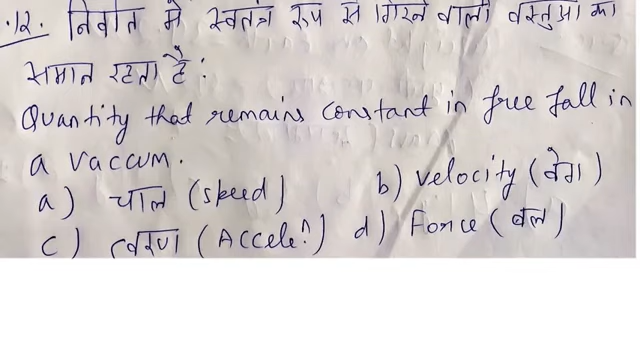 12. निर्वात में स्वतंत्र रूप से गिरने वाली वस्तुओं का
समान रहता है :
Quantity that remains constant in free fall in
a vaccum.
a) चाल (speed) b) velocity (वेग)
c) त्वरण (Acceleⁿ) d) Force (बल)